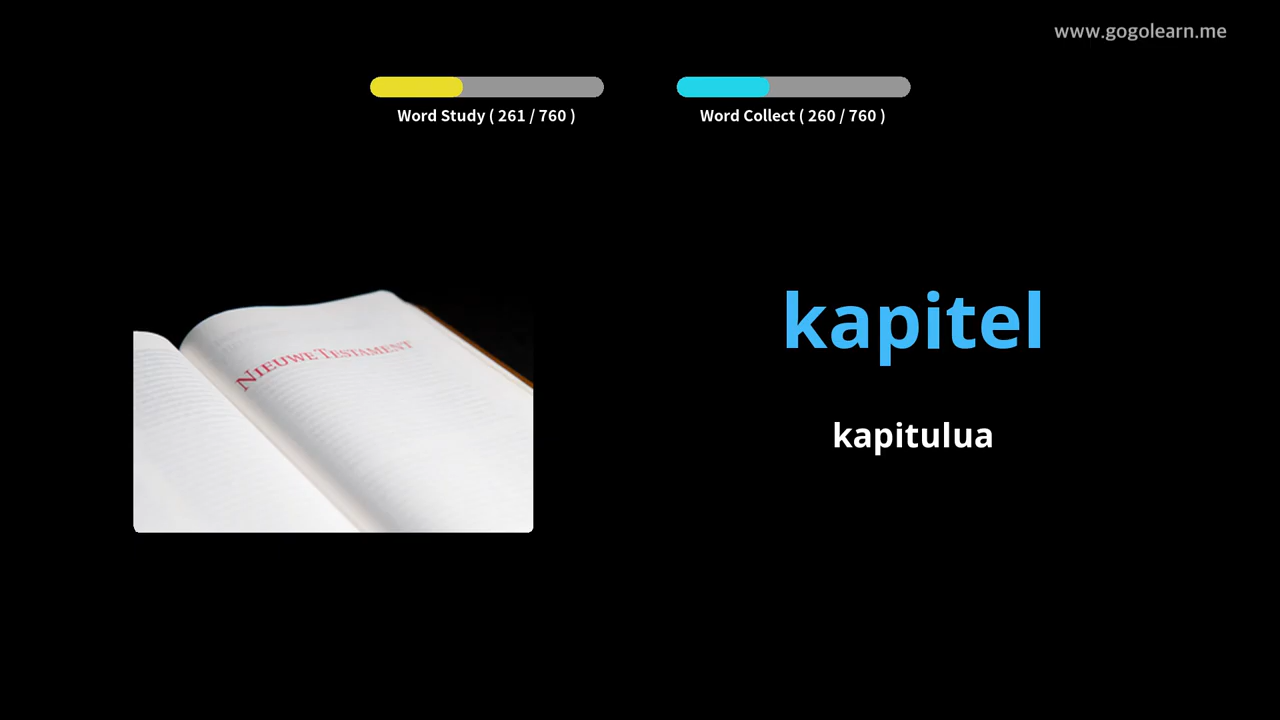 www.gogolearn.me
Word Study ( 261 / 760 )
Word Collect ( 260 / 760 )
NIEUWE TESTAMENT
kapitel
kapitulua